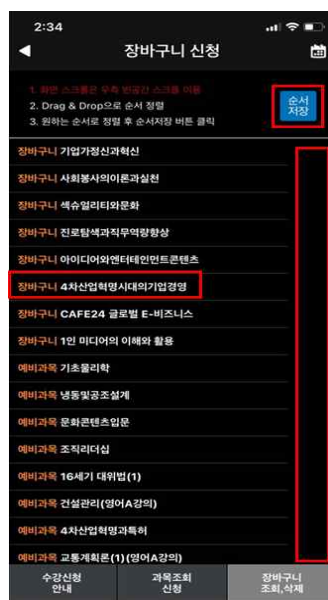 2:34
장바구니 신청
1. 화면 스크롤은 우측 빈공간 스크롤 이용
2. Drag & Drop으로 순서 정렬
3. 원하는 순서로 정렬 후 순서저장 버튼 클릭
순서
저장
장바구니 기업가정신과혁신
장바구니 사회봉사의이론과실천
장바구니 섹슈얼리티와문화
장바구니 진로탐색과직무역량향상
장바구니 아이디어와엔터테인먼트콘텐츠
장바구니 4차산업혁명시대의기업경영
장바구니 CAFE24 글로벌 E-비즈니스
장바구니 1인 미디어의 이해와 활용
예비과목 기초물리학
예비과목 냉동및공조설계
예비과목 문화콘텐츠입문
예비과목 조직리더십
예비과목 16세기 대위법(1)
예비과목 건설관리(영어A강의)
예비과목 4차산업혁명과특허
예비과목 교통계획론(1)(영어A강의)
수강신청
안내
과목조회
신청
장바구니
조회,삭제